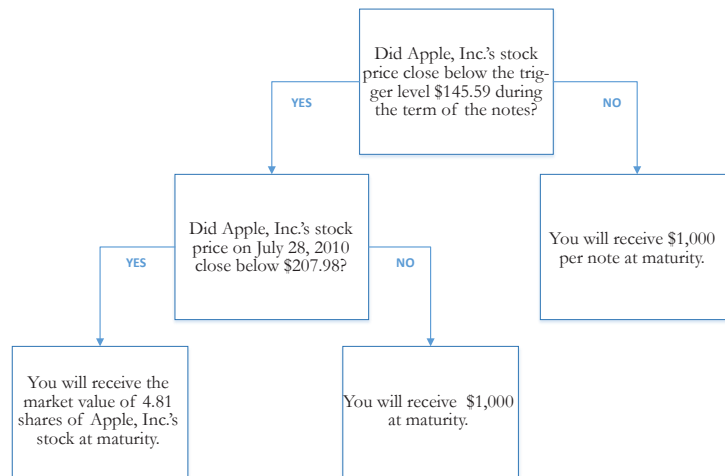 Did Apple, Inc.'s stock
price close below the trig-
ger level $145.59 during
the term of the notes?
YES
NO
Did Apple, Inc.'s stock
price on July 28, 2010
close below $207.98?
You will receive $1,000
per note at maturity.
YES
NO
You will receive the
market value of 4.81
shares of Apple, Inc.'s
stock at maturity.
You will receive $1,000
at maturity.